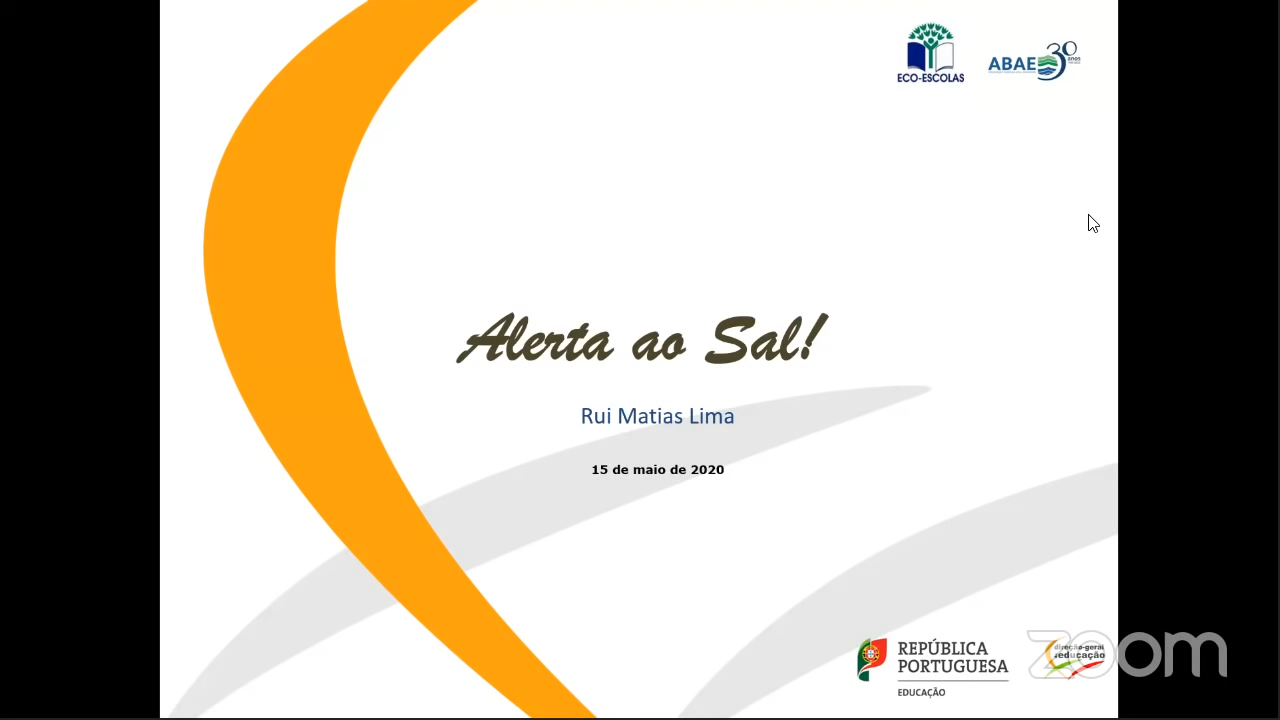 ECO-ESCOLAS
ABAE 30
anos
Alerta ao Sal!
Rui Matias Lima
15 de maio de 2020
REPÚBLICA
PORTUGUESA
EDUCAÇÃO
direção-geral
educação
zoom